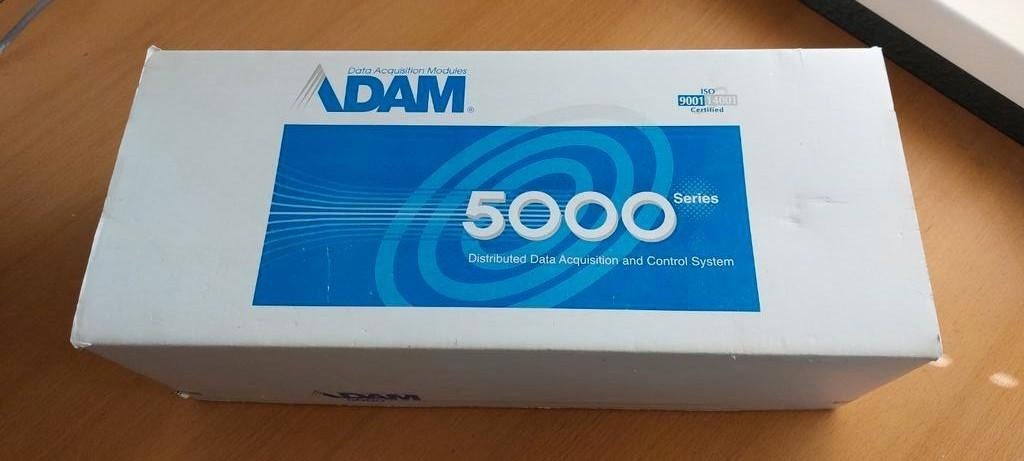 Data Acquisition Modules
ADAM®
ISO
9001 14001
Certified
5000 Series
Distributed Data Acquisition and Control System
ADAM